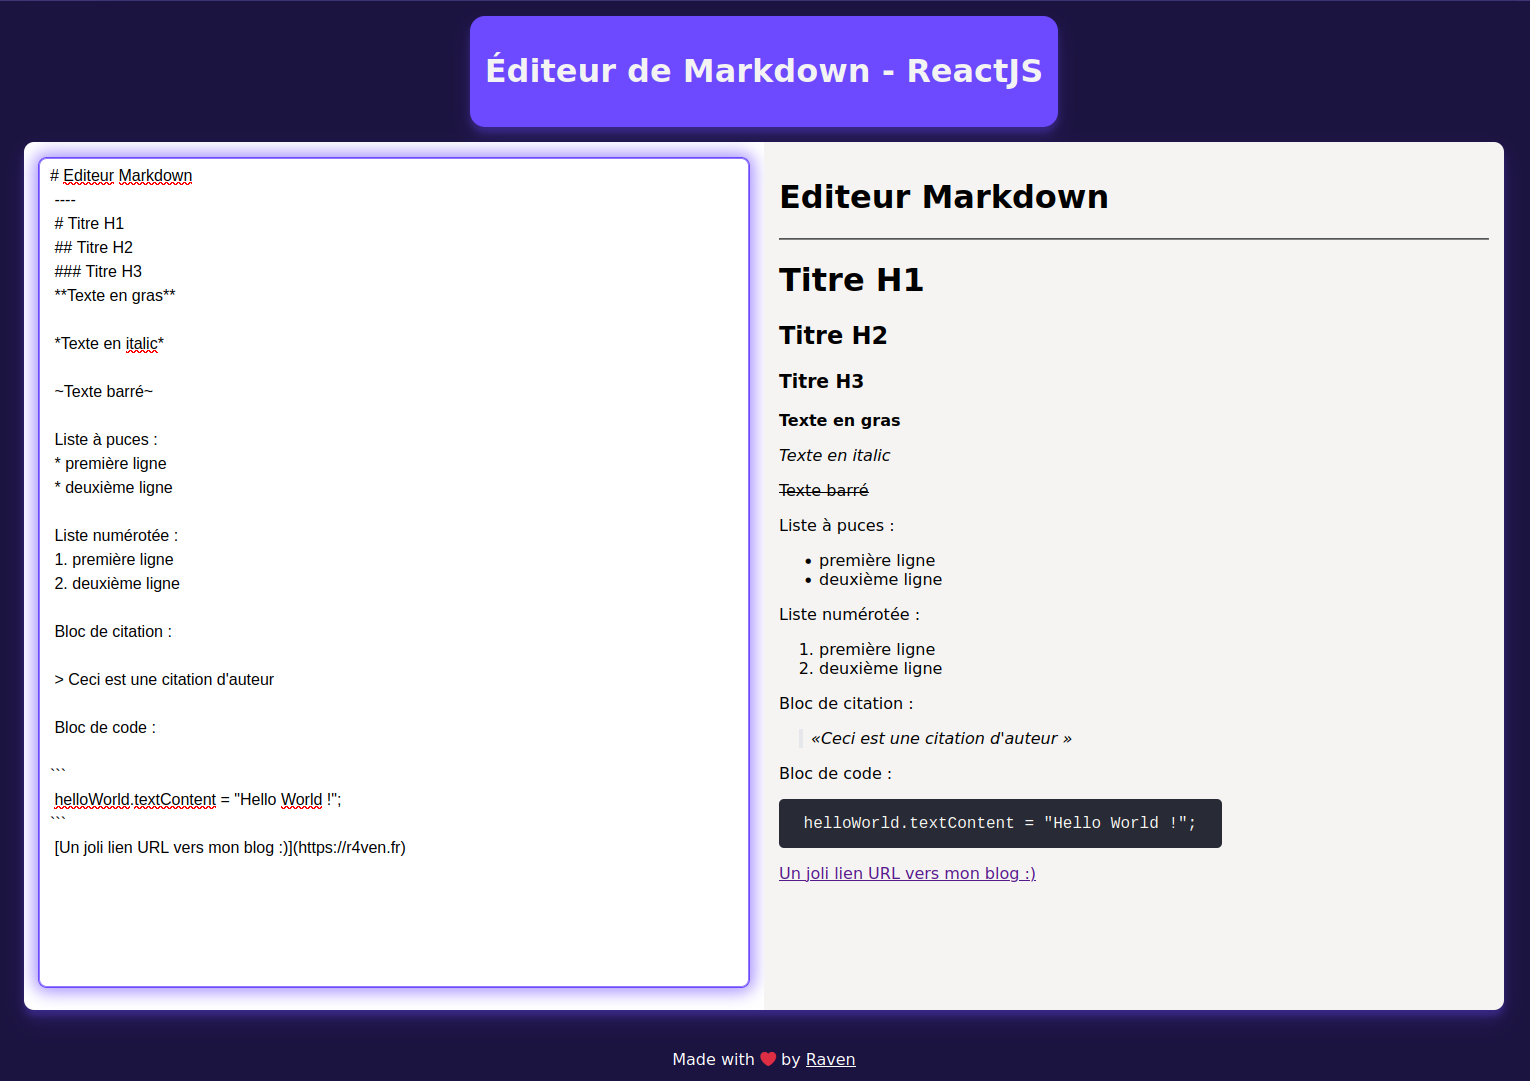 Éditeur de Markdown - ReactJS
# Editeur Markdown
----
# Titre H1
## Titre H2
### Titre H3
**Texte en gras**
*Texte en italic*
~Texte barré~
Liste à puces :
* première ligne
* deuxième ligne
Liste numérotée :
1. première ligne
2. deuxième ligne
Bloc de citation :
> Ceci est une citation d'auteur
Bloc de code :
```
helloWorld.textContent = "Hello World !";
```
[Un joli lien URL vers mon blog :)](https://r4ven.fr)
Editeur Markdown
Titre H1
Titre H2
Titre H3
Texte en gras
Texte en italic
Texte barré
Liste à puces :
• première ligne
• deuxième ligne
Liste numérotée :
1. première ligne
2. deuxième ligne
Bloc de citation :
«Ceci est une citation d'auteur »
Bloc de code :
helloWorld.textContent = "Hello World !";
Un joli lien URL vers mon blog :)
Made with ❤️ by Raven